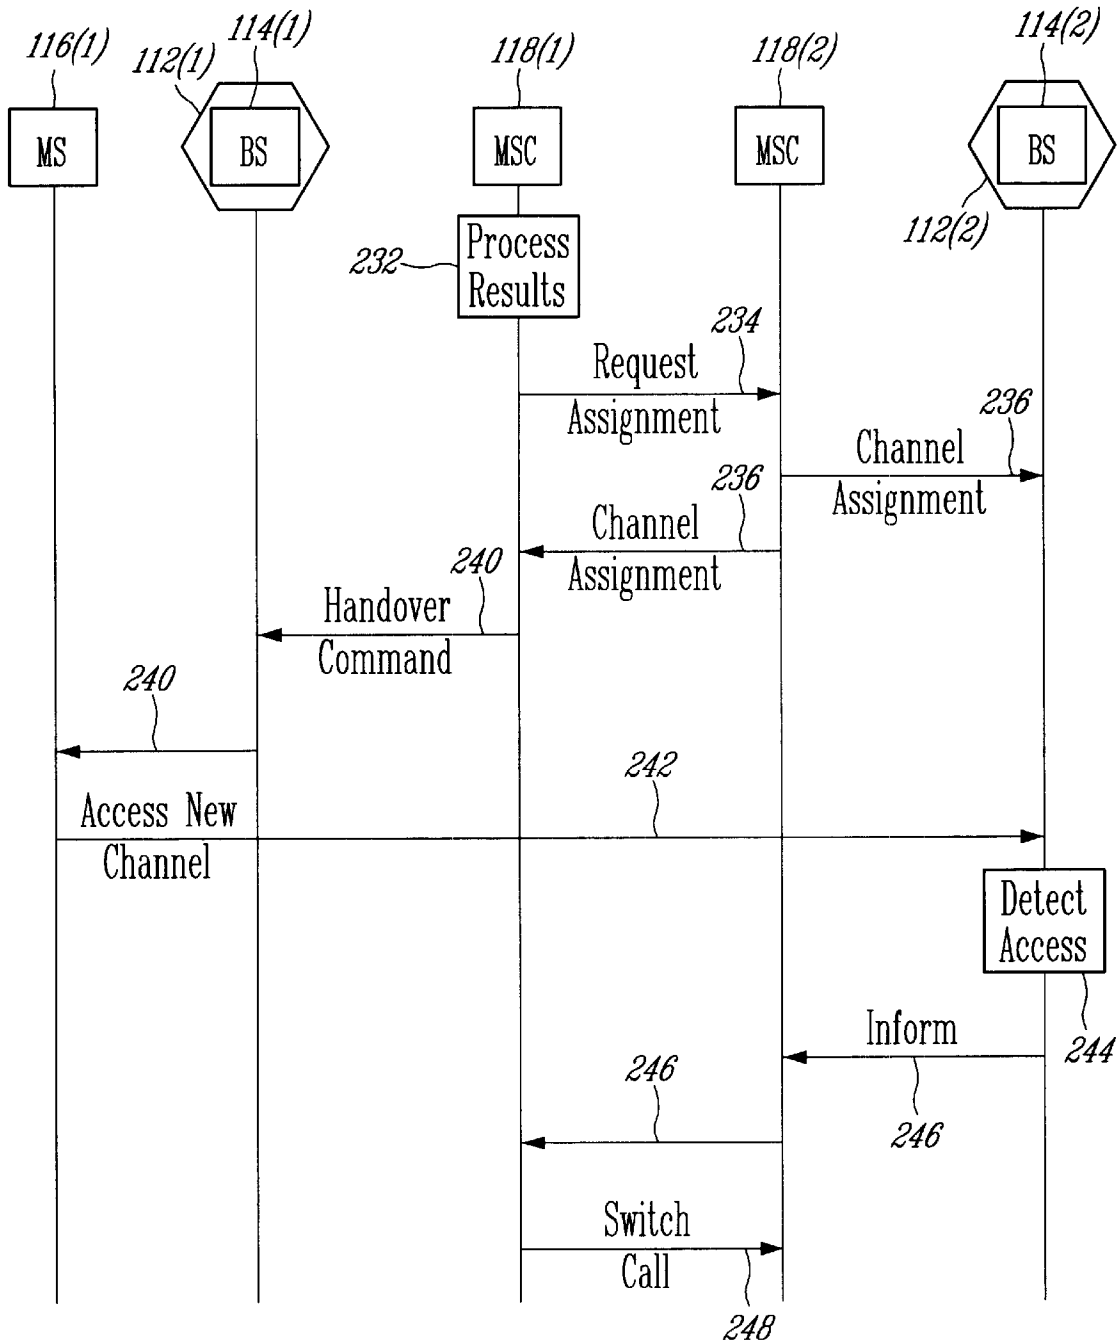 116(1)
112(1)
114(1)
118(1)
118(2)
114(2)
MS
BS
MSC
MSC
BS
112(2)
232
Process
Results
234
Request
Assignment
236
Channel
Assignment
236
Channel
Assignment
240
Handover
Command
240
242
Access New
Channel
Detect
Access
244
Inform
246
246
Switch
Call
248